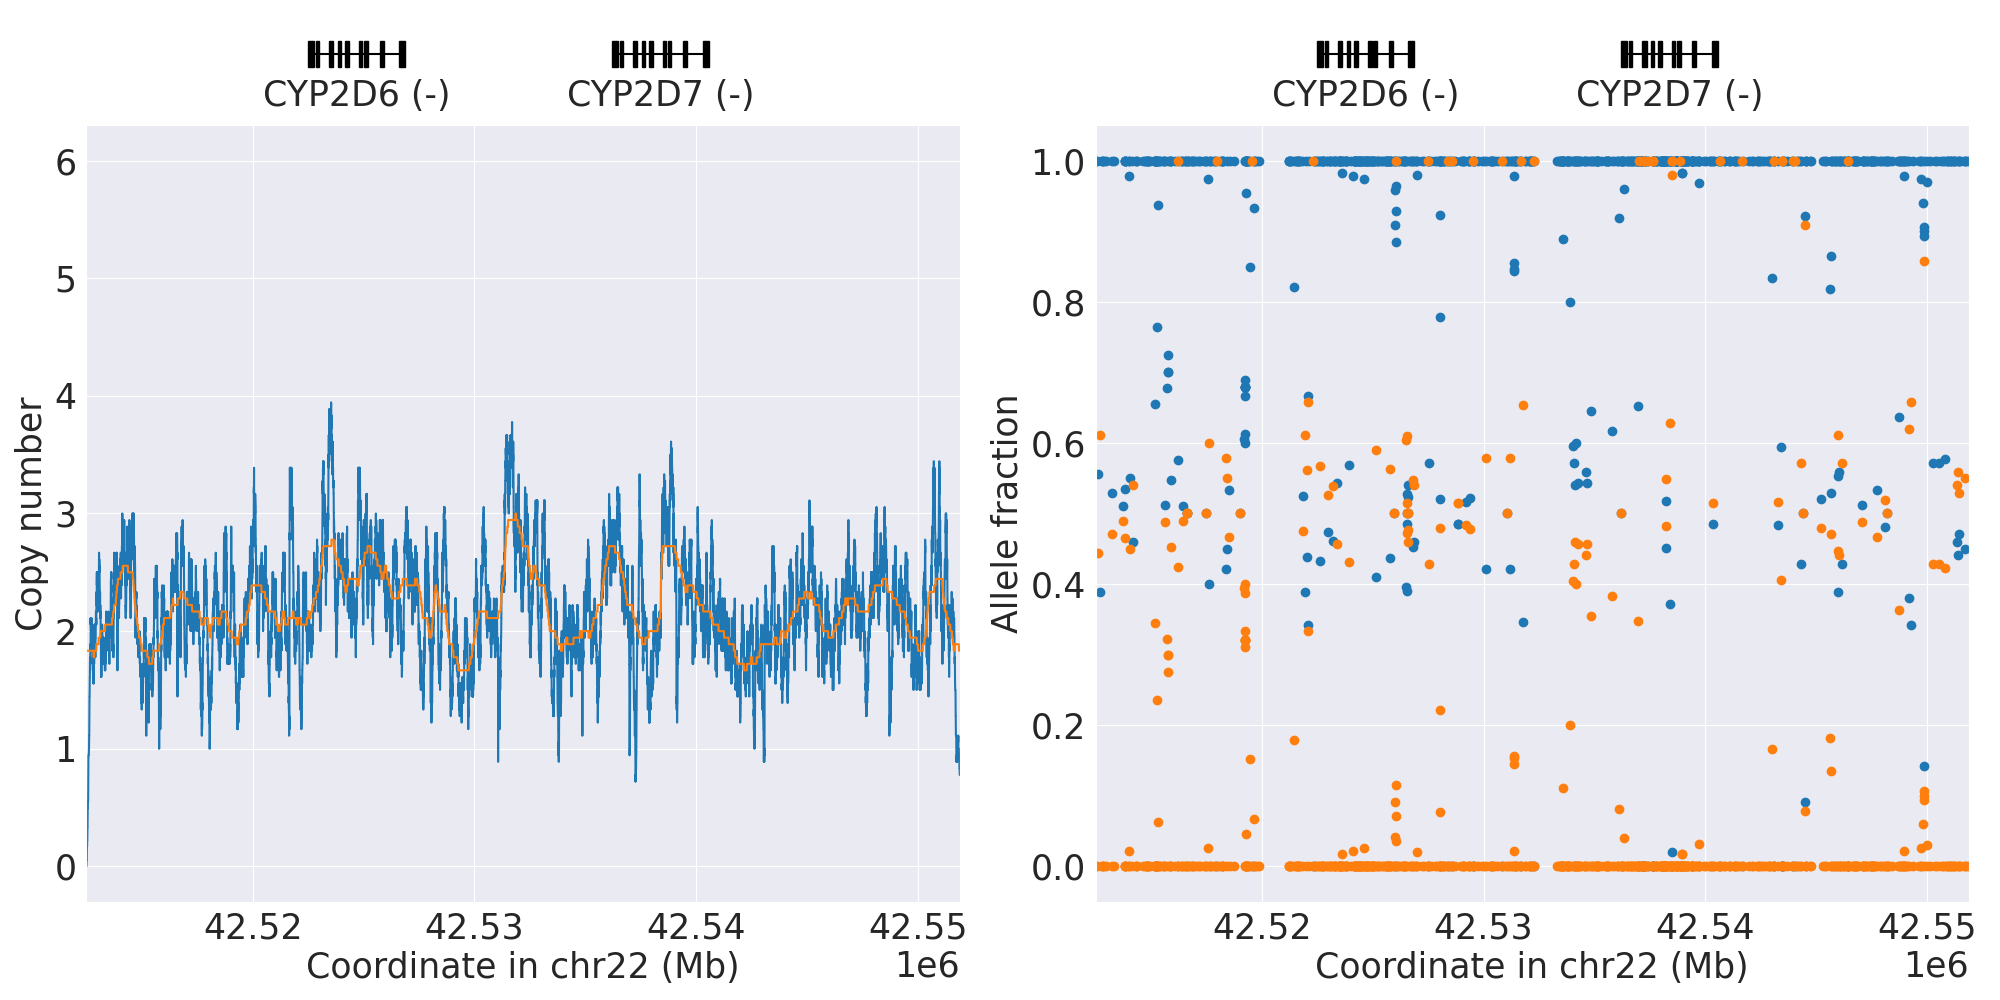 CYP2D6 (-) CYP2D7 (-)
6
5
4
3
2
1
0
Copy number
42.52 42.53 42.54 42.55
Coordinate in chr22 (Mb)
1e6
CYP2D6 (-) CYP2D7 (-)
1.0
0.8
0.6
0.4
0.2
0.0
Allele fraction
42.52 42.53 42.54 42.55
Coordinate in chr22 (Mb)
1e6